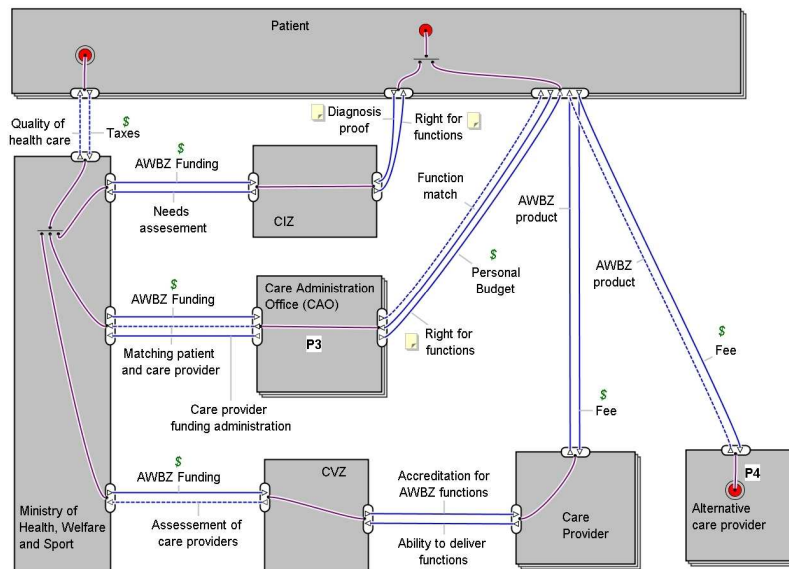 Patient
Quality of
health care
$
Taxes
Diagnosis
proof
Right for
functions
$
AWBZ Funding
Needs
assesement
CIZ
Function
match
AWBZ
product
$
Personal
Budget
AWBZ
product
$
AWBZ Funding
Care Administration
Office (CAO)
P3
Matching patient
and care provider
Right for
functions
$
Fee
Care provider
funding administration
$
Fee
$
AWBZ Funding
CVZ
Accreditation for
AWBZ functions
P4
Ministry of
Health, Welfare
and Sport
Assessement of
care providers
Ability to deliver
functions
Care
Provider
Alternative
care provider